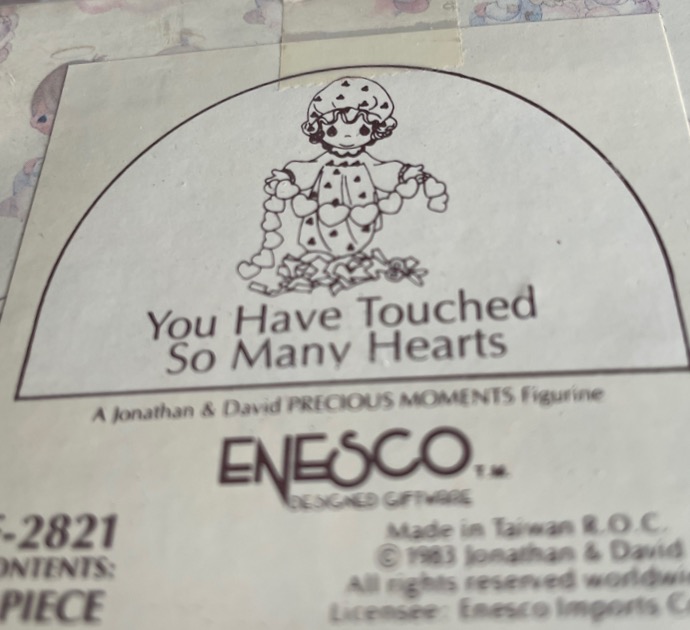 You Have Touched
So Many Hearts
A Jonathan & David PRECIOUS MOMENTS Figurine
ENESCO T.M.
DESIGNED GIFTWARE
-2821
ONTENTS:
PIECE
Made in Taiwan R.O.C.
© 1983 Jonathan & David
All rights reserved worldwi
Licensee: Enesco Imports C